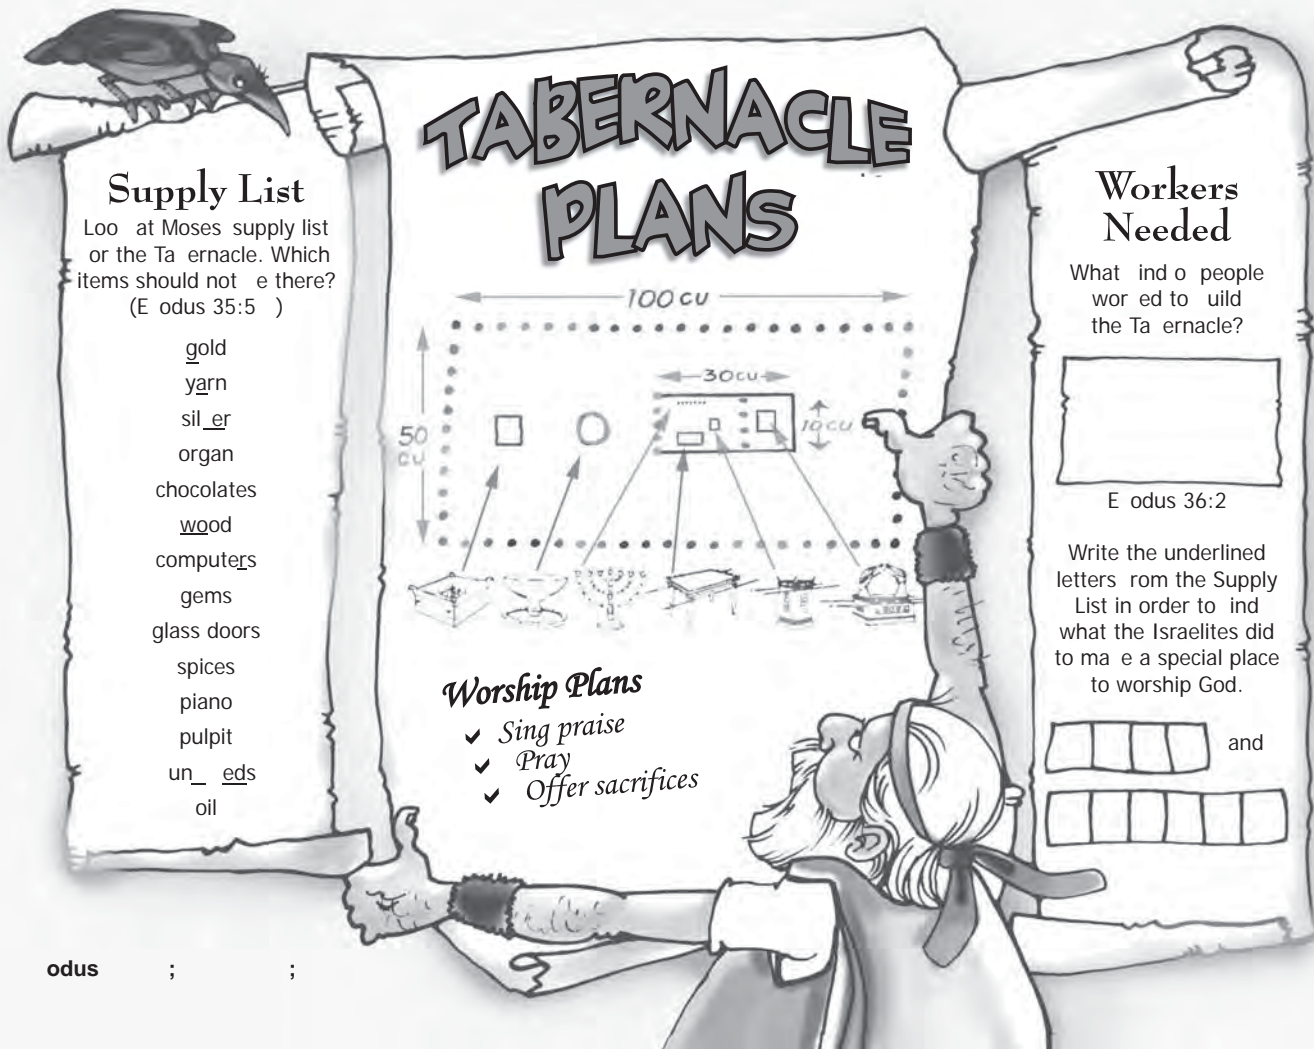 TABERNACLE
PLANS
Supply List
Loo at Moses supply list
or the Ta ernacle. Which
items should not e there?
(E odus 35:5 )
gold
yarn
sil er
organ
chocolates
wood
computers
gems
glass doors
spices
piano
pulpit
un eds
oil
100 CU
50
CU
30CU
10 CU
Worship Plans
✓ Sing praise
✓ Pray
✓ Offer sacrifices
Workers
Needed
What ind o people
wor ed to uild
the Ta ernacle?
E odus 36:2
Write the underlined
letters rom the Supply
List in order to ind
what the Israelites did
to ma e a special place
to worship God.
and
odus ; ;